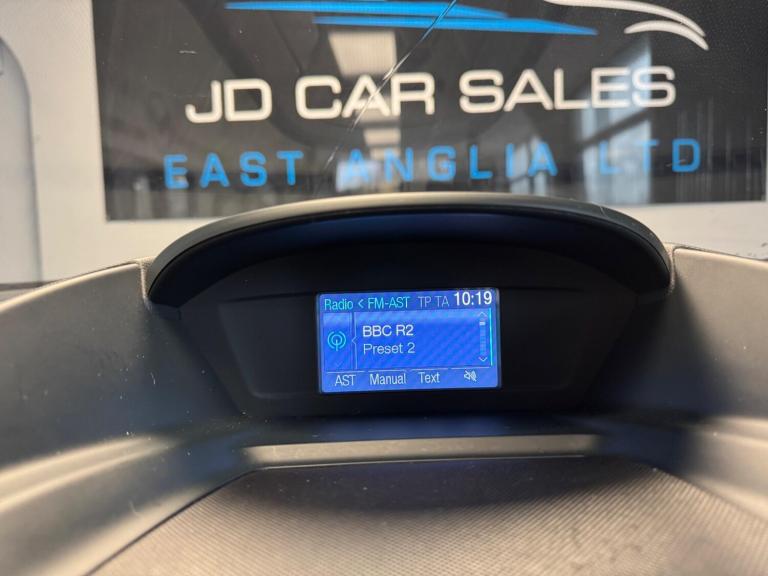 JD CAR SALES
EAST ANGLIA LTD
Radio < FM-AST TP TA 10:19
BBC R2
Preset 2
AST Manual Text